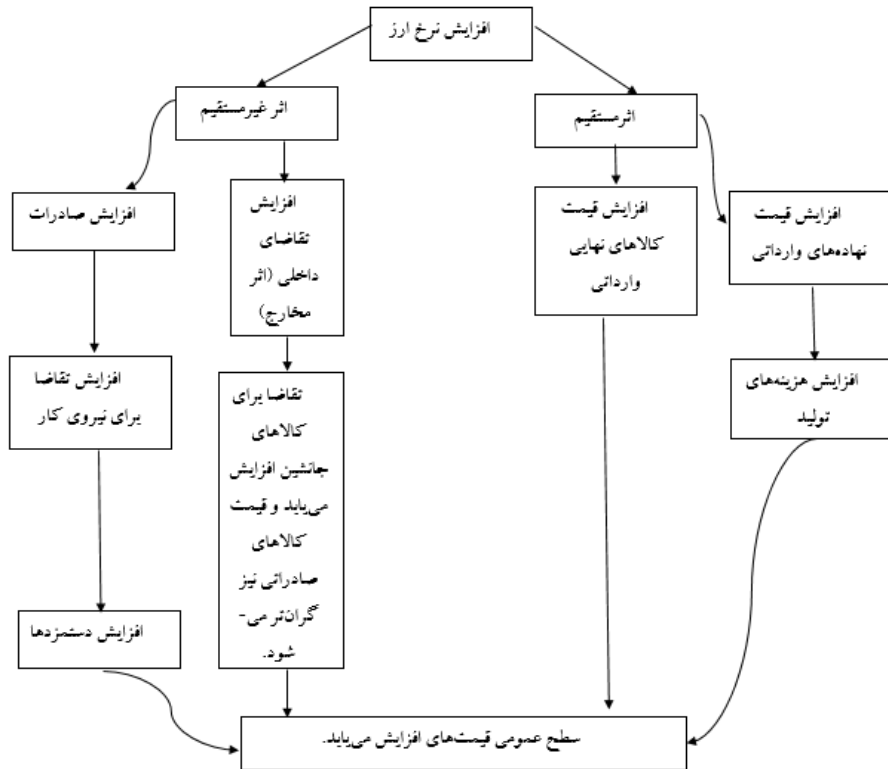 افزایش نرخ ارز
اثرمستقیم
اثر غیرمستقیم
افزایش قیمت
نهاده‌های وارداتی
افزایش قیمت
کالاهای نهایی
وارداتی
افزایش
تقاضای
داخلی (اثر
مخارج)
افزایش صادرات
افزایش هزینه‌های
تولید
تقاضا برای
کالاهای
جانشین افزایش
می‌یابد و قیمت
کالاهای
صادراتی نیز
گران‌تر می-
شود.
افزایش تقاضا
برای نیروی کار
افزایش دستمزدها
سطح عمومی قیمت‌های افزایش می‌یابد.